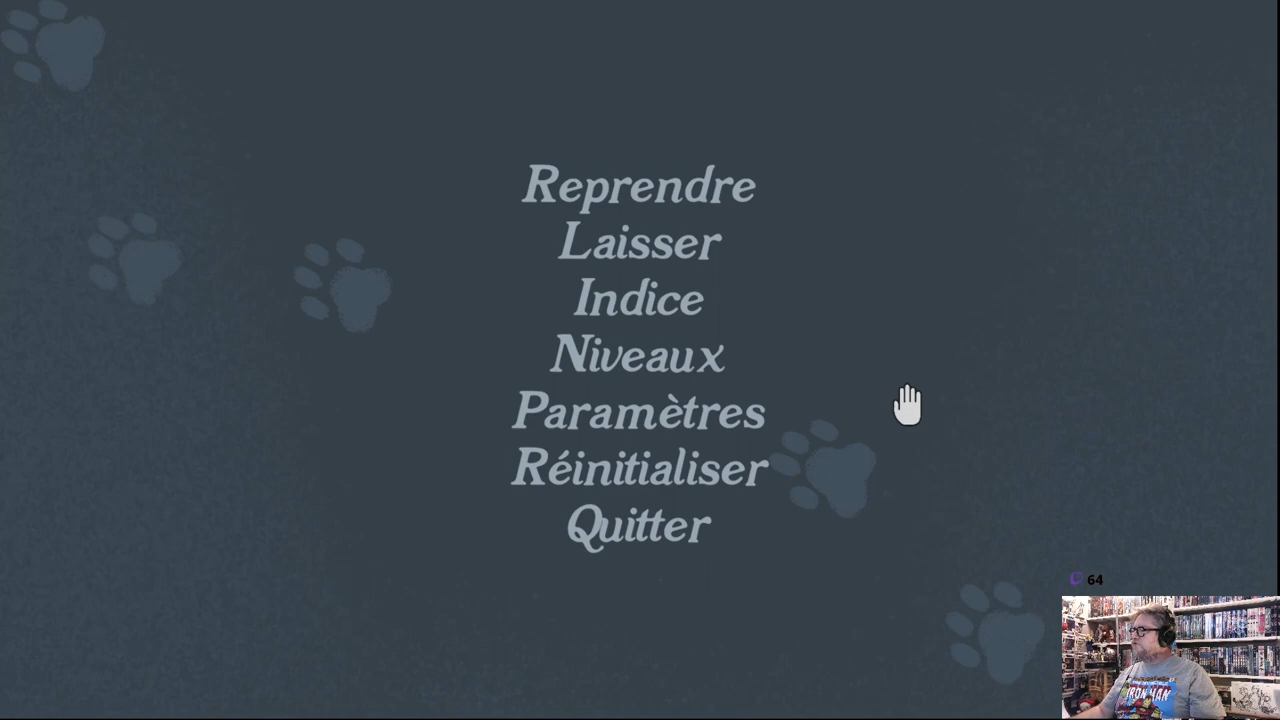 Reprendre
Laisser
Indice
Niveaux
Paramètres
Réinitialiser
Quitter
64
IRON MAN